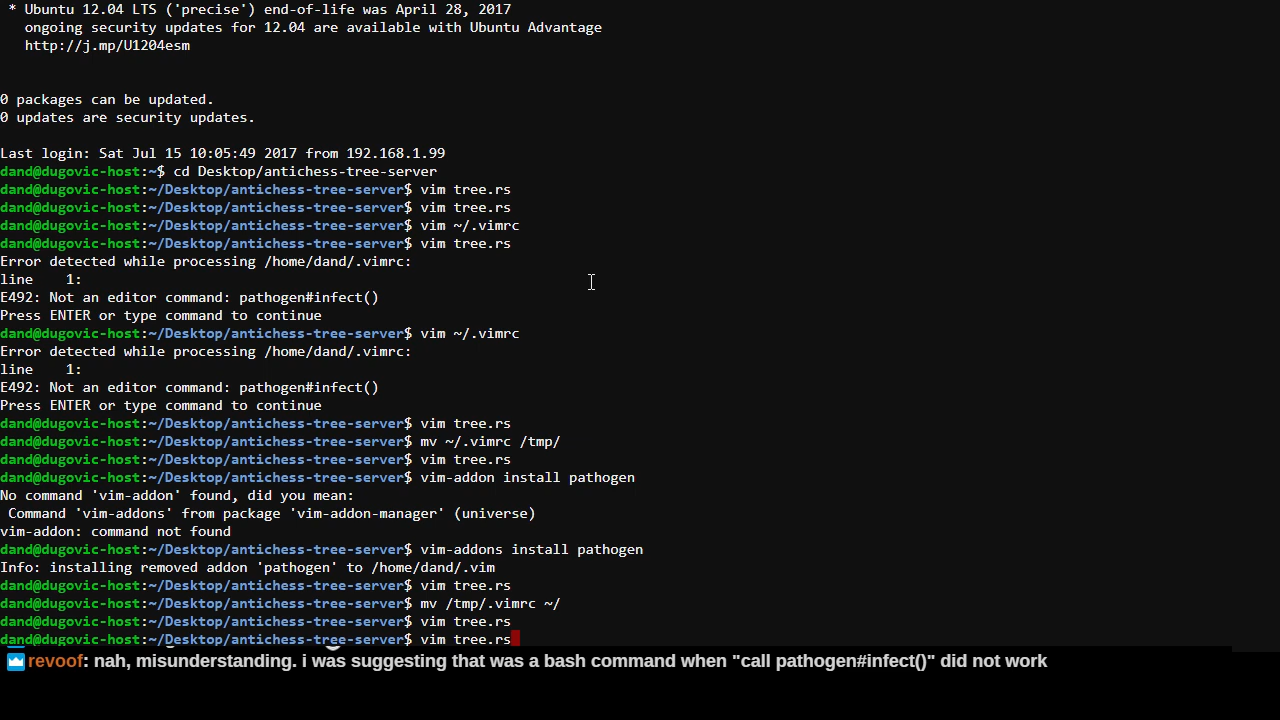 * Ubuntu 12.04 LTS ('precise') end-of-life was April 28, 2017
ongoing security updates for 12.04 are available with Ubuntu Advantage
http://j.mp/U1204esm
0 packages can be updated.
0 updates are security updates.
Last login: Sat Jul 15 10:05:49 2017 from 192.168.1.99
dand@dugovic-host:~$ cd Desktop/antichess-tree-server
dand@dugovic-host:~/Desktop/antichess-tree-server$ vim tree.rs
dand@dugovic-host:~/Desktop/antichess-tree-server$ vim tree.rs
dand@dugovic-host:~/Desktop/antichess-tree-server$ vim ~/.vimrc
dand@dugovic-host:~/Desktop/antichess-tree-server$ vim tree.rs
Error detected while processing /home/dand/.vimrc:
line    1:
E492: Not an editor command: pathogen#infect()
Press ENTER or type command to continue
dand@dugovic-host:~/Desktop/antichess-tree-server$ vim ~/.vimrc
Error detected while processing /home/dand/.vimrc:
line    1:
E492: Not an editor command: pathogen#infect()
Press ENTER or type command to continue
dand@dugovic-host:~/Desktop/antichess-tree-server$ vim tree.rs
dand@dugovic-host:~/Desktop/antichess-tree-server$ mv ~/.vimrc /tmp/
dand@dugovic-host:~/Desktop/antichess-tree-server$ vim tree.rs
dand@dugovic-host:~/Desktop/antichess-tree-server$ vim-addon install pathogen
No command 'vim-addon' found, did you mean:
Command 'vim-addons' from package 'vim-addon-manager' (universe)
vim-addon: command not found
dand@dugovic-host:~/Desktop/antichess-tree-server$ vim-addons install pathogen
Info: installing removed addon 'pathogen' to /home/dand/.vim
dand@dugovic-host:~/Desktop/antichess-tree-server$ vim tree.rs
dand@dugovic-host:~/Desktop/antichess-tree-server$ mv /tmp/.vimrc ~/
dand@dugovic-host:~/Desktop/antichess-tree-server$ vim tree.rs
dand@dugovic-host:~/Desktop/antichess-tree-server$ vim tree.rs
revoof: nah, misunderstanding. i was suggesting that was a bash command when "call pathogen#infect()" did not work